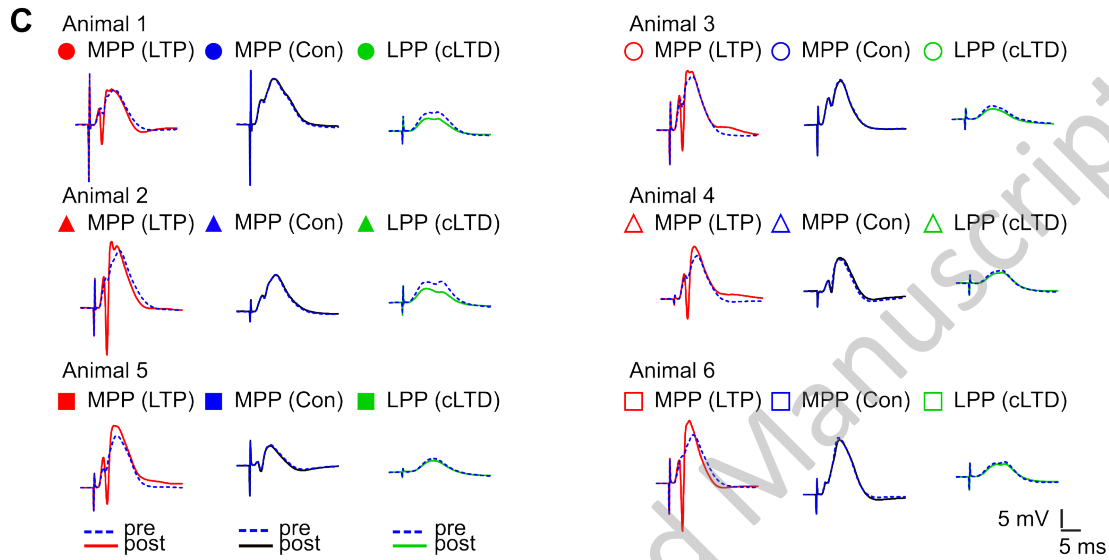 C
Animal 1
MPP (LTP) MPP (Con) LPP (cLTD)
Animal 3
MPP (LTP) MPP (Con) LPP (cLTD)
Animal 2
MPP (LTP) MPP (Con) LPP (cLTD)
Animal 4
MPP (LTP) MPP (Con) LPP (cLTD)
Animal 5
MPP (LTP) MPP (Con) LPP (cLTD)
Animal 6
MPP (LTP) MPP (Con) LPP (cLTD)
pre pre pre
post post post
5 mV
5 ms
d Manuscript